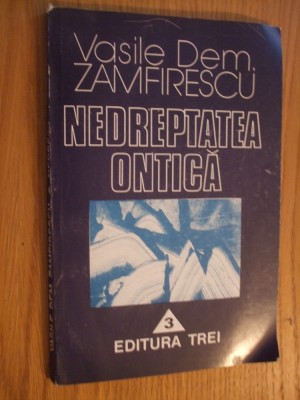 Vasile Dem.
ZAMFIRESCU
NEDREPTATEA
ONTICĂ
3
EDITURA TREI